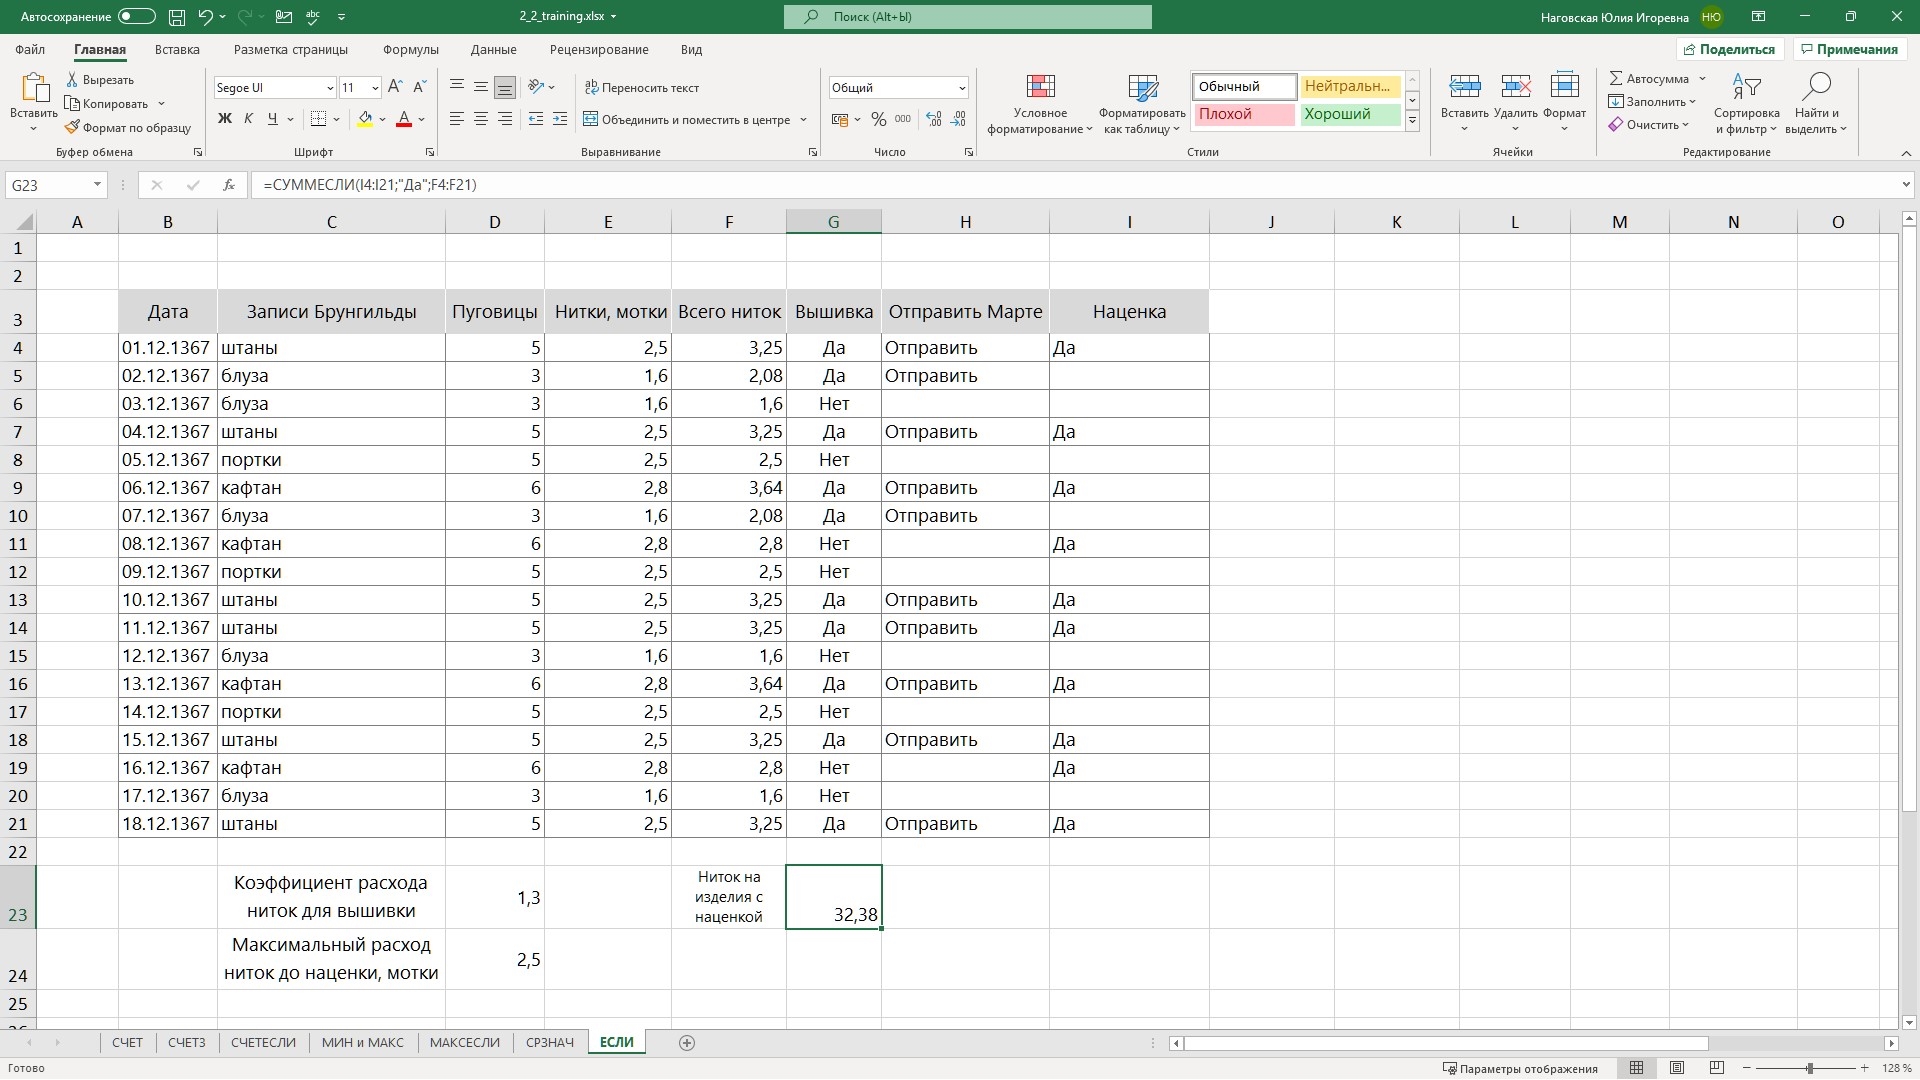 Автосохранение
2_2_training.xlsx
Поиск (Alt+Ы)
Наговская Юлия Игоревна НЮ
Файл Главная Вставка Разметка страницы Формулы Данные Рецензирование Вид Поделиться Примечания
Вставить
Вырезать
Копировать
Формат по образцу
Буфер обмена
Segoe UI 11
Ж К Ч
Шрифт
Переносить текст
Объединить и поместить в центре
Выравнивание
Общий
% 000
Число
Условное форматирование
Форматировать как таблицу
Обычный Нейтральн...
Плохой Хороший
Стили
Вставить Удалить Формат
Ячейки
Автосумма
Заполнить
Очистить
Сортировка и фильтр
Найти и выделить
Редактирование
G23 fx =СУММЕСЛИ(I4:I21;"Да";F4:F21)
A B C D E F G H I J K L M N O
1
2
3 Дата Записи Брунгильды Пуговицы Нитки, мотки Всего ниток Вышивка Отправить Марте Наценка
4 01.12.1367 штаны 5 2,5 3,25 Да Отправить Да
5 02.12.1367 блуза 3 1,6 2,08 Да Отправить
6 03.12.1367 блуза 3 1,6 1,6 Нет
7 04.12.1367 штаны 5 2,5 3,25 Да Отправить Да
8 05.12.1367 портки 5 2,5 2,5 Нет
9 06.12.1367 кафтан 6 2,8 3,64 Да Отправить Да
10 07.12.1367 блуза 3 1,6 2,08 Да Отправить
11 08.12.1367 кафтан 6 2,8 2,8 Нет Да
12 09.12.1367 портки 5 2,5 2,5 Нет
13 10.12.1367 штаны 5 2,5 3,25 Да Отправить Да
14 11.12.1367 штаны 5 2,5 3,25 Да Отправить Да
15 12.12.1367 блуза 3 1,6 1,6 Нет
16 13.12.1367 кафтан 6 2,8 3,64 Да Отправить Да
17 14.12.1367 портки 5 2,5 2,5 Нет
18 15.12.1367 штаны 5 2,5 3,25 Да Отправить Да
19 16.12.1367 кафтан 6 2,8 2,8 Нет Да
20 17.12.1367 блуза 3 1,6 1,6 Нет
21 18.12.1367 штаны 5 2,5 3,25 Да Отправить Да
22
23 Коэффициент расхода
ниток для вышивки
1,3
Ниток на
изделия с
наценкой
32,38
24 Максимальный расход
ниток до наценки, мотки
2,5
25
СЧЕТ СЧЕТЗ СЧЕТЕСЛИ МИН и МАКС МАКСЕСЛИ СРЗНАЧ ЕСЛИ
Готово Параметры отображения 128 %